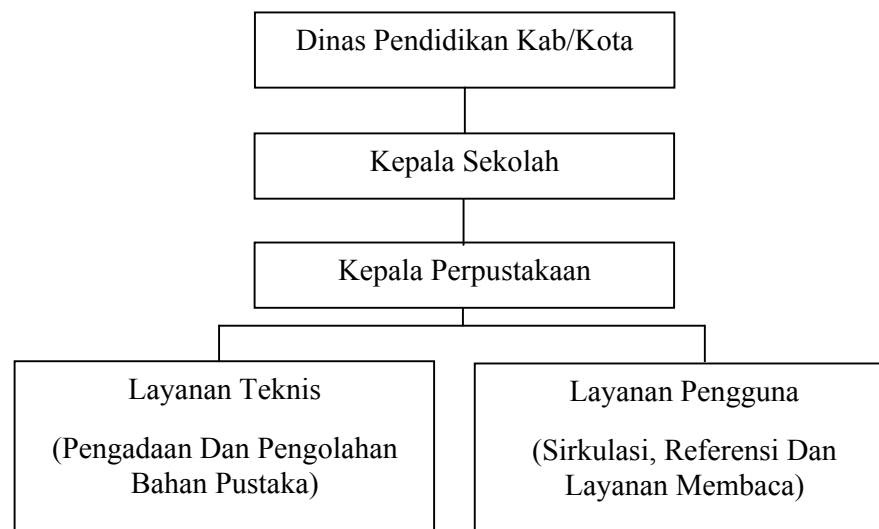 Dinas Pendidikan Kab/Kota
Kepala Sekolah
Kepala Perpustakaan
Layanan Teknis
(Pengadaan Dan Pengolahan
Bahan Pustaka)
Layanan Pengguna
(Sirkulasi, Referensi Dan
Layanan Membaca)